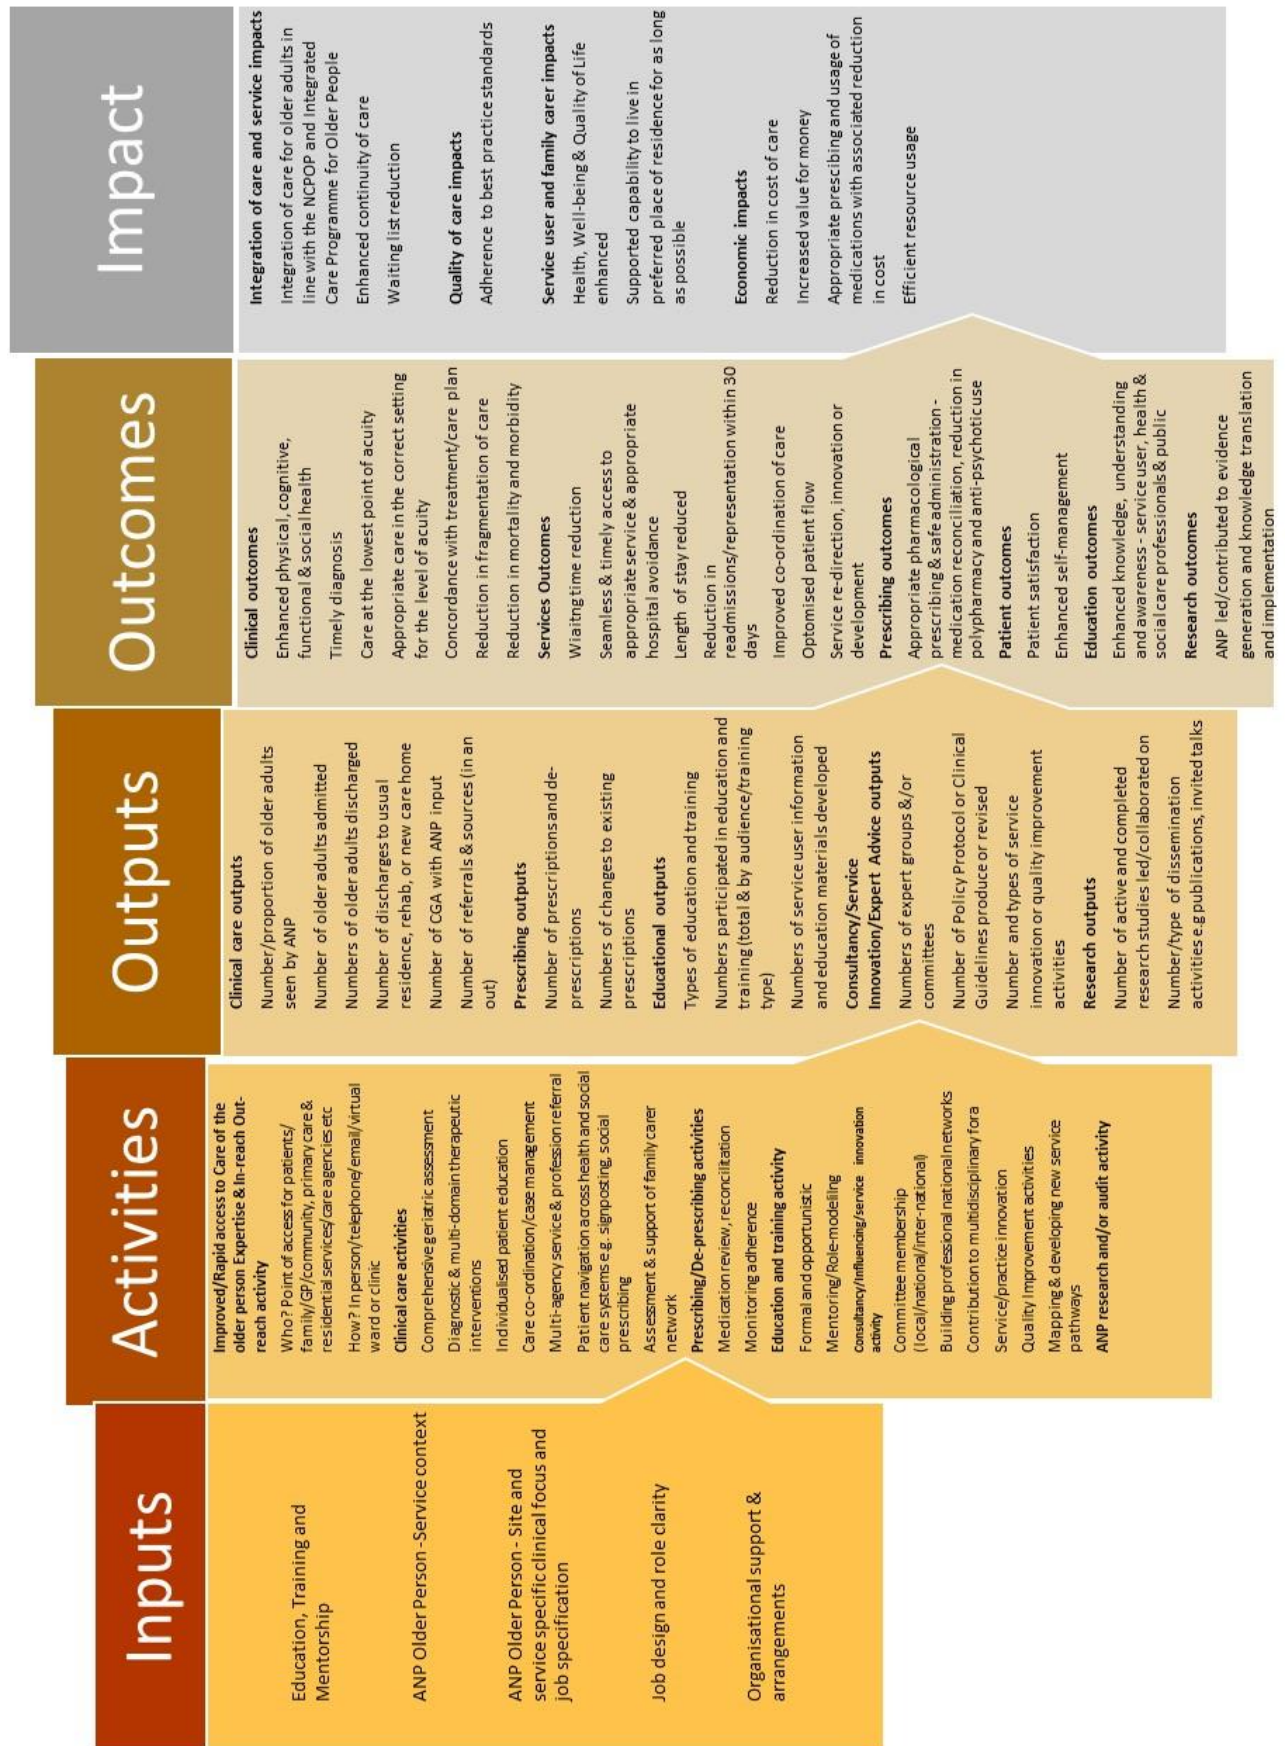 Inputs
Education, Training and
Mentorship
ANP Older Person -Service context
ANP Older Person - Site and
service specific clinical focus and
job specification
Job design and role clarity
Organisational support &
arrangements
Activities
Improved/Rapid access to Care of the
older person Expertise & In-reach Out-
reach activity
Who? Point of access for patients/
family/GP/community, primary care &
residential services/care agencies etc
How? In person/telephone/email/virtual
ward or clinic
Clinical care activities
Comprehensive geriatric assessment
Diagnostic & multi-domain therapeutic
interventions
Individualised patient education
Care co-ordination/case management
Multi-agency service & profession referral
Patient navigation across health and social
care systems e.g. signposting, social
prescribing
Assessment & support of family carer
network
Prescribing/De-prescribing activities
Medication review, reconcilitation
Monitoring adherence
Education and training activity
Formal and opportunistic
Mentoring/Role-modelilng
Consultancy/Influencing/service innovation
activity
Committee membership
(local/national/inter-national)
Building professional national networks
Contribution to multidisciplinary fora
Service/practice innovation
Quality Improvement activities
Mapping & developing new service
pathways
ANP research and/or audit activity
Outputs
Clinical care outputs
Number/proportion of older adults
seen by ANP
Number of older adults admitted
Numbers of older adults discharged
Number of discharges to usual
residence, rehab, or new care home
Number of CGA with ANP input
Number of referrals & sources (in an
out)
Prescribing outputs
Number of prescriptions and de-
prescriptions
Numbers of changes to existing
prescriptions
Educational outputs
Types of education and training
Numbers participated in education and
training (total & by audience/training
type)
Numbers of service user information
and education materials developed
Consultancy/Service
Innovation/Expert Advice outputs
Numbers of expert groups &/or
committees
Number of Policy Protocol or Clinical
Guidelines produce or revised
Number and types of service
innovation or quality improvement
activities
Research outputs
Number of active and completed
research studies led/collaborated on
Number/type of dissemination
activities e.g publications, invited talks
Outcomes
Clinical outcomes
Enhanced physical, cognitive,
functional & social health
Timely diagnosis
Care at the lowest point of acuity
Appropriate care in the correct setting
for the level of acuity
Concordance with treatment/care plan
Reduction in fragmentation of care
Reduction in mortality and morbidity
Services Outcomes
Wiaitng time reduction
Seamless & timely access to
appropriate service & appropriate
hospital avoidance
Length of stay reduced
Reduction in
readmissions/representation within 30
days
Improved co-ordination of care
Optomised patient flow
Service re-direction, innovation or
development
Prescribing outcomes
Appropriate pharmacological
prescribing & safe administration -
medication reconciliation, reduction in
polypharmacy and anti-psychotic use
Patient outcomes
Patient satisfaction
Enhanced self-management
Education outcomes
Enhanced knowledge, understanding
and awareness - service user, health &
social care professionals & public
Research outcomes
ANP led/contributed to evidence
generation and knowledge translation
and implementation
Impact
Integration of care and service impacts
Integration of care for older adults in
line with the NCPOP and Integrated
Care Programme for Older People
Enhanced continuity of care
Waiting list reduction
Quality of care impacts
Adherence to best practice standards
Service user and family carer impacts
Health, Well-being & Quality of Life
enhanced
Supported capability to live in
preferred place of residence for as long
as possible
Economic impacts
Reduction in cost of care
Increased value for money
Appropriate prescibing and usage of
medications with associated reduction
in cost
Efficient resource usage